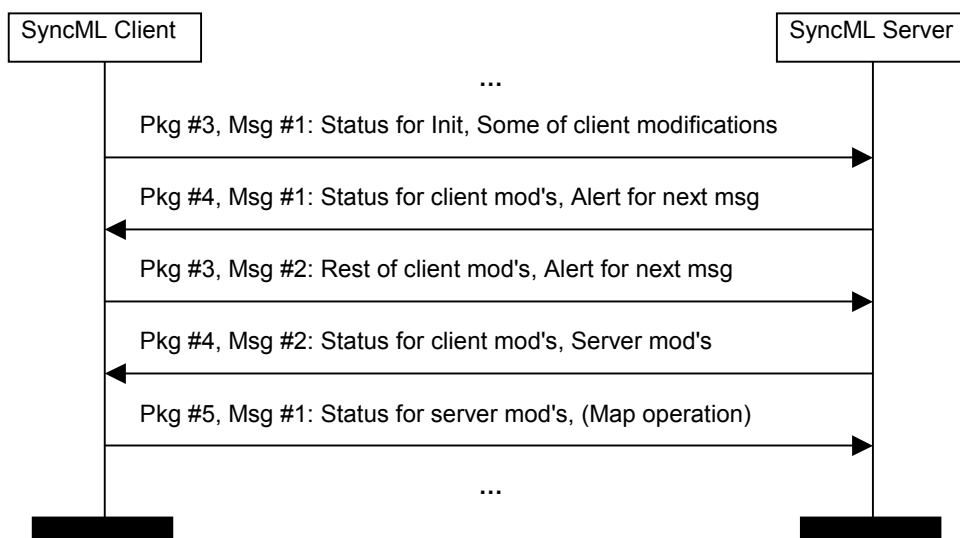 SyncML Client
SyncML Server
...
Pkg #3, Msg #1: Status for Init, Some of client modifications
Pkg #4, Msg #1: Status for client mod's, Alert for next msg
Pkg #3, Msg #2: Rest of client mod's, Alert for next msg
Pkg #4, Msg #2: Status for client mod's, Server mod's
Pkg #5, Msg #1: Status for server mod's, (Map operation)
...